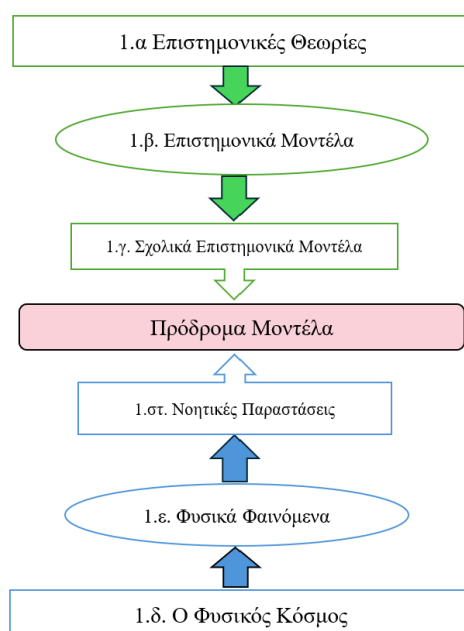 1.α Επιστημονικές Θεωρίες
1.β. Επιστημονικά Μοντέλα
1.γ. Σχολικά Επιστημονικά Μοντέλα
Πρόδρομα Μοντέλα
1.στ. Νοητικές Παραστάσεις
1.ε. Φυσικά Φαινόμενα
1.δ. Ο Φυσικός Κόσμος